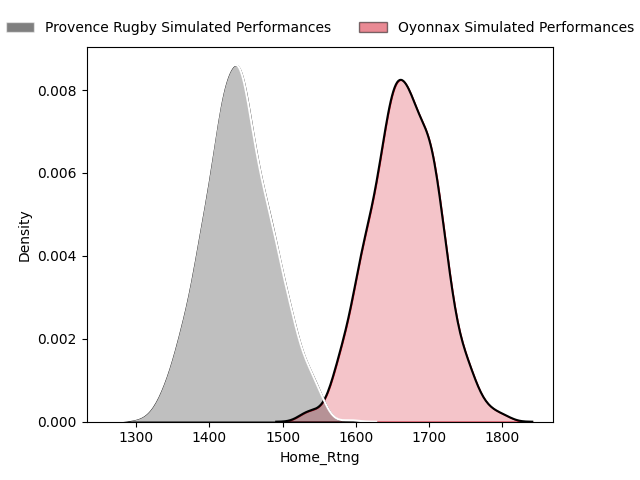 Provence Rugby Simulated Performances
Oyonnax Simulated Performances
Density
0.008
0.006
0.004
0.002
0.000
1300 1400 1500 1600 1700 1800
Home_Rtng